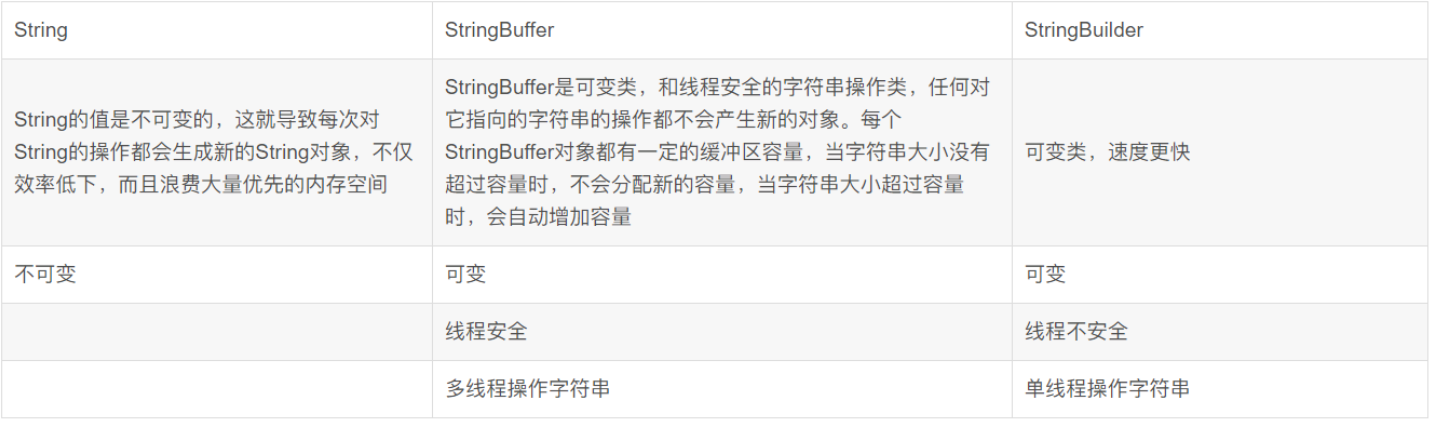 String
StringBuffer
StringBuilder
String的值是不可变的，这就导致每次对
String的操作都会生成新的String对象，不仅
效率低下，而且浪费大量优先的内存空间
StringBuffer是可变类，和线程安全的字符串操作类，任何对
它指向的字符串的操作都不会产生新的对象。每个
StringBuffer对象都有一定的缓冲区容量，当字符串大小没有
超过容量时，不会分配新的容量，当字符串大小超过容量
时，会自动增加容量
可变类，速度更快
不可变
可变
可变
线程安全
线程不安全
多线程操作字符串
单线程操作字符串